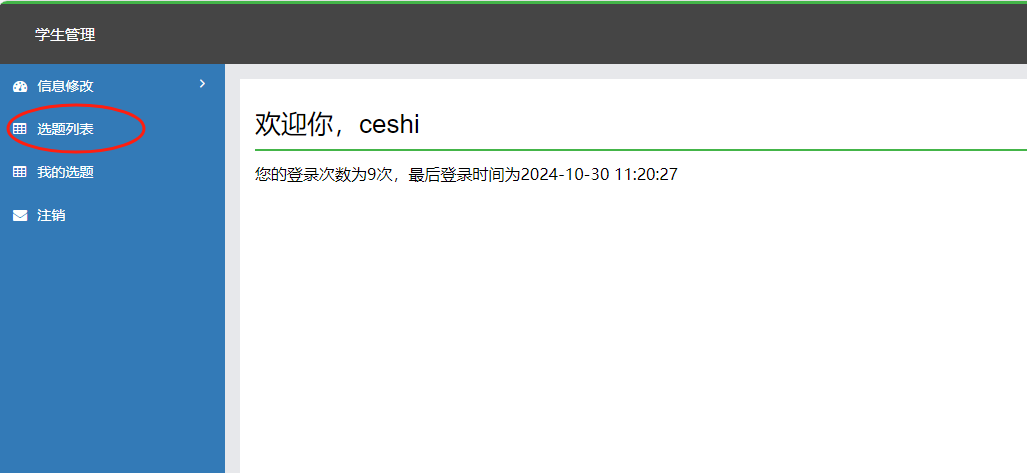 学生管理
信息修改
选题列表
我的选题
注销
欢迎你，ceshi
您的登录次数为9次，最后登录时间为2024-10-30 11:20:27